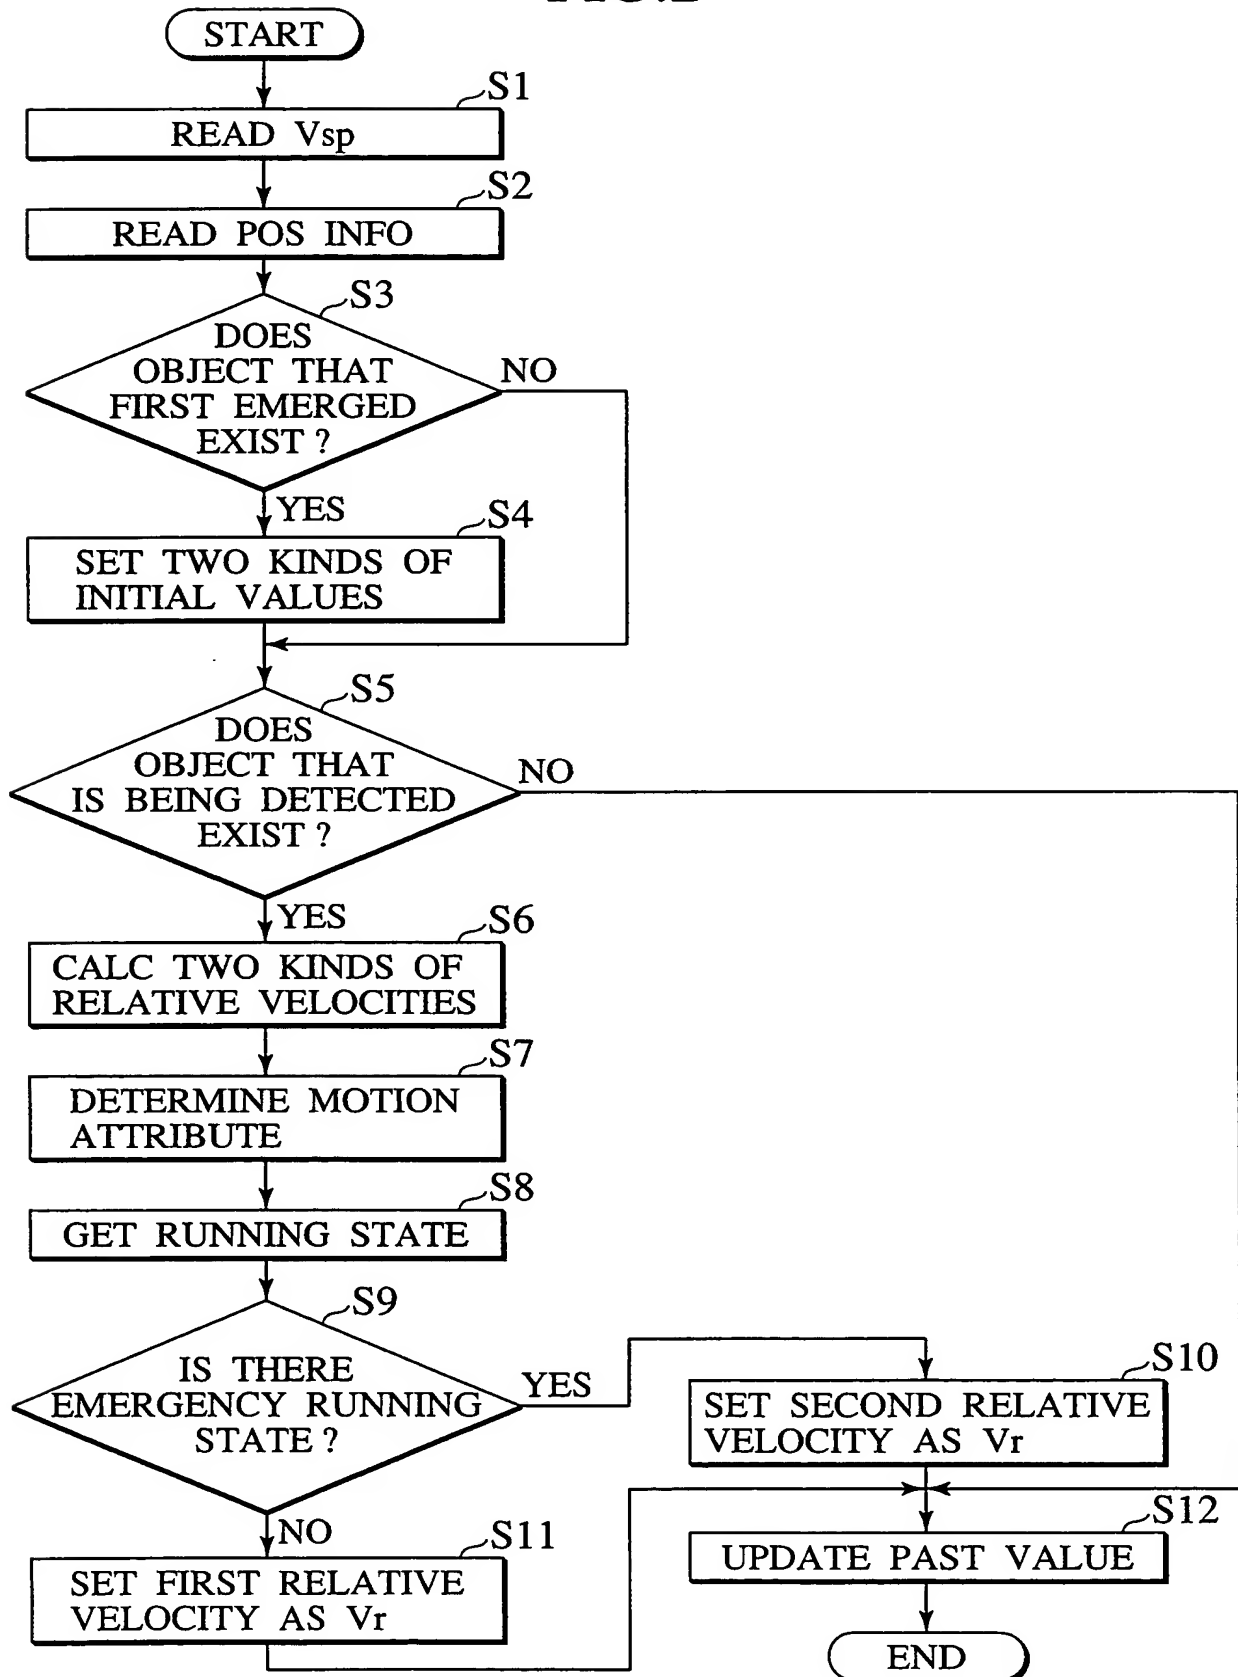 START
S1
READ Vsp
S2
READ POS INFO
S3
DOES
OBJECT THAT
FIRST EMERGED
EXIST ?
NO
YES
S4
SET TWO KINDS OF
INITIAL VALUES
S5
DOES
OBJECT THAT
IS BEING DETECTED
EXIST ?
NO
YES
S6
CALC TWO KINDS OF
RELATIVE VELOCITIES
S7
DETERMINE MOTION
ATTRIBUTE
S8
GET RUNNING STATE
S9
IS THERE
EMERGENCY RUNNING
STATE ?
YES
S10
SET SECOND RELATIVE
VELOCITY AS Vr
NO
S11
SET FIRST RELATIVE
VELOCITY AS Vr
S12
UPDATE PAST VALUE
END